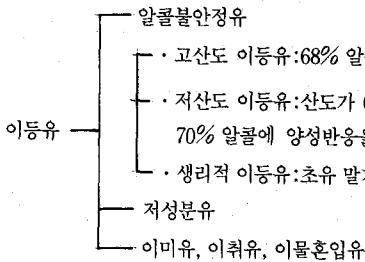 알콜불안정유
· 고산도 이등유:68% 알
· 저산도 이등유:산도가
이등유
70% 알콜에 양성반응을
· 생리적 이등유:초유 말
저성분유
이미유, 이취유, 이물혼입유